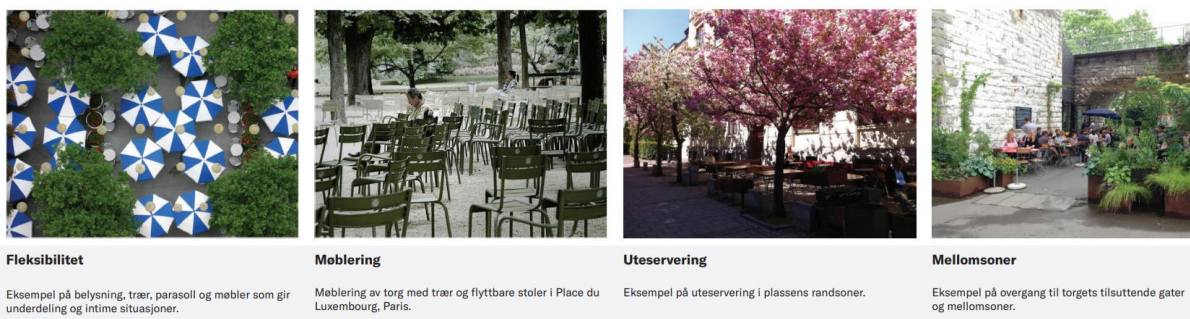 Fleksibilitet
Eksempel på belysning, trær, parasoll og møbler som gir
underdeling og intime situasjoner.
Møblering
Møblering av torg med trær og flyttbare stoler i Place du
Luxembourg, Paris.
Uteservering
Eksempel på uteservering i plassens randsoner.
Mellomsoner
Eksempel på overgang til torgets tilsuttende gater
og mellomsoner.